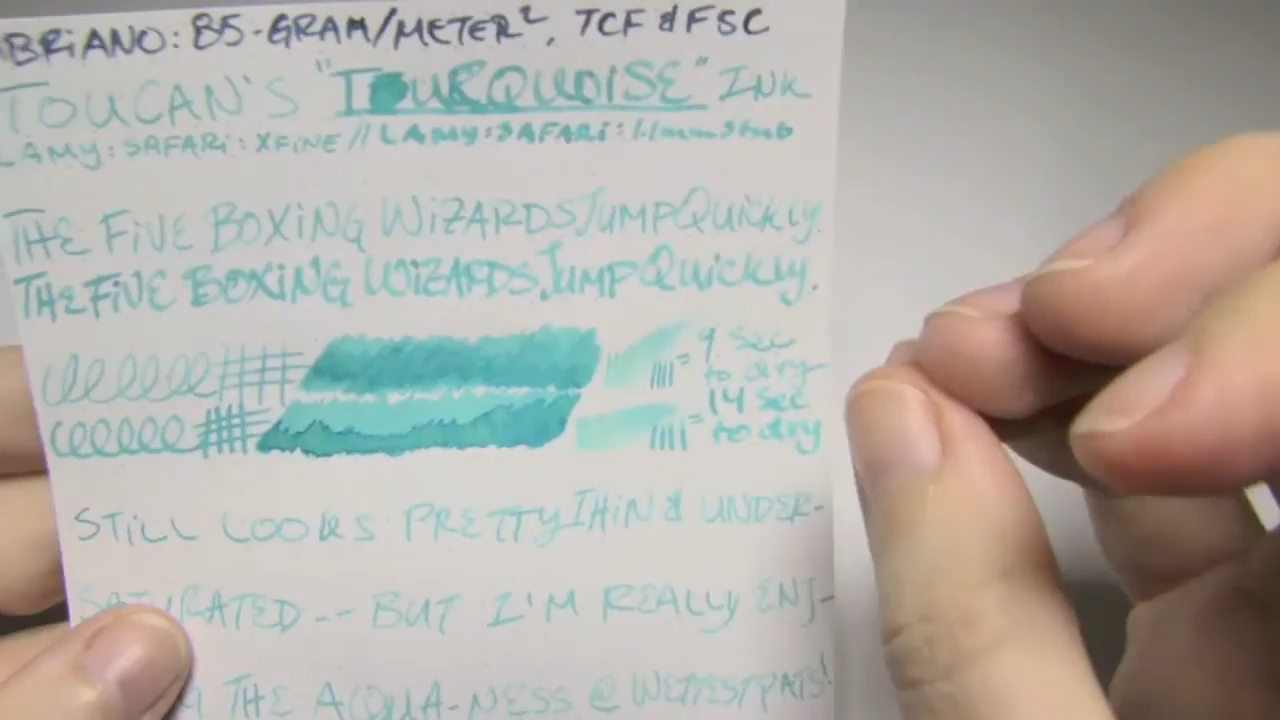 BRiANO: 85-GRAM/METER², TCF & FSC
TOUCAN'S "TOURQUOISE" INK
LAMY: SAFARi: XFiNE // LAMY: SAFARi: 1.1mm Stub
THE FiVE BOXiNG WiZARDS JUMP QUiCKLY.
THE FiVE BOXiNG WiZARDS JUMP QUiCKLY.
= 9 Sec
to dry
= 14 Sec
to dry
STiLL LOOKS PRETTY THiN & UNDER-
SATURATED -- BUT I'M REALLY ENJ-
THE ACQUA-NESS @ WETTEST PARTS!